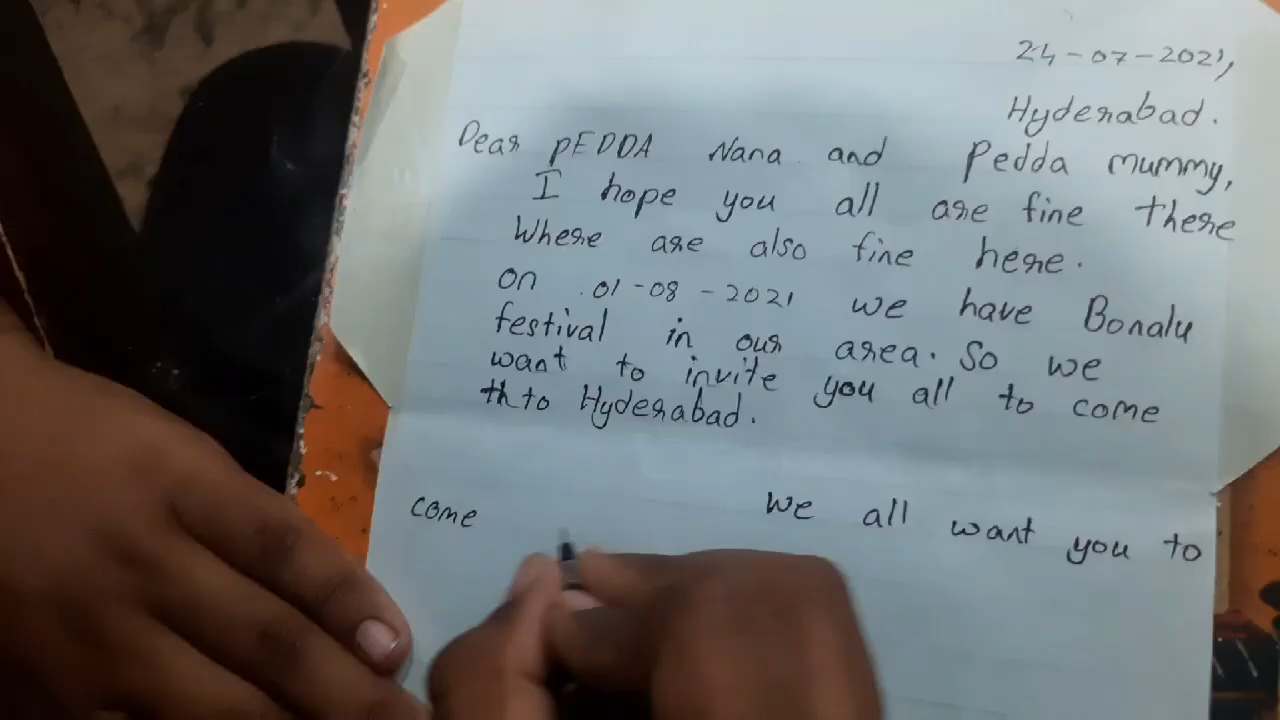 24-07-2021,
Hyderabad.
Dear PEDDA Nana and Pedda mummy,
I hope you all are fine there
Where are also fine here.
on 01-08-2021 we have Bonalu
festival in our area. So we
want to invite you all to come
th to Hyderabad.
We all want you to
come